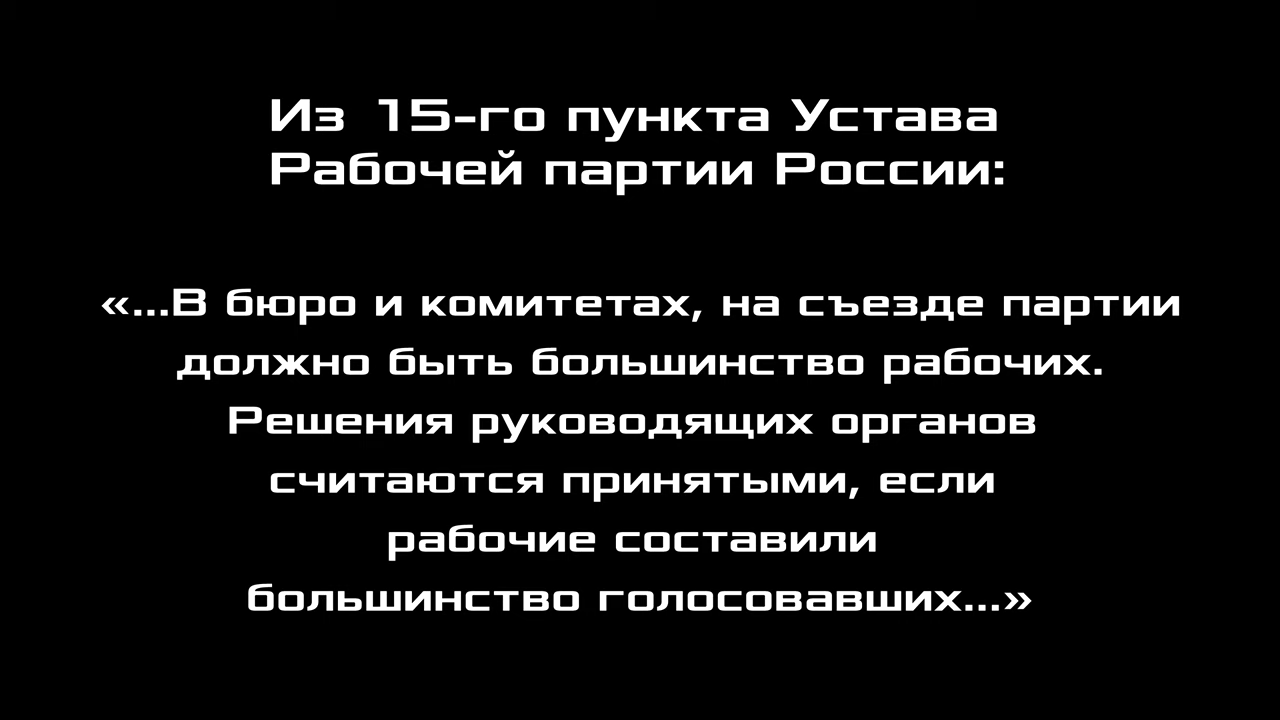 Из 15-го пункта Устава
Рабочей партии России:
«...В бюро и комитетах, на съезде партии
должно быть большинство рабочих.
Решения руководящих органов
считаются принятыми, если
рабочие составили
большинство голосовавших...»